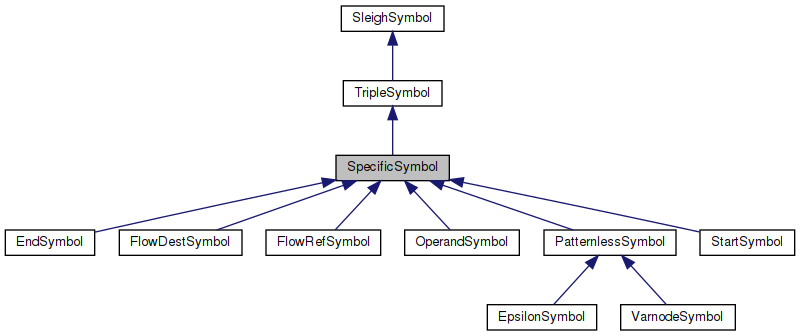 SleighSymbol
TripleSymbol
SpecificSymbol
EndSymbol
FlowDestSymbol
FlowRefSymbol
OperandSymbol
PatternlessSymbol
StartSymbol
EpsilonSymbol
VarnodeSymbol